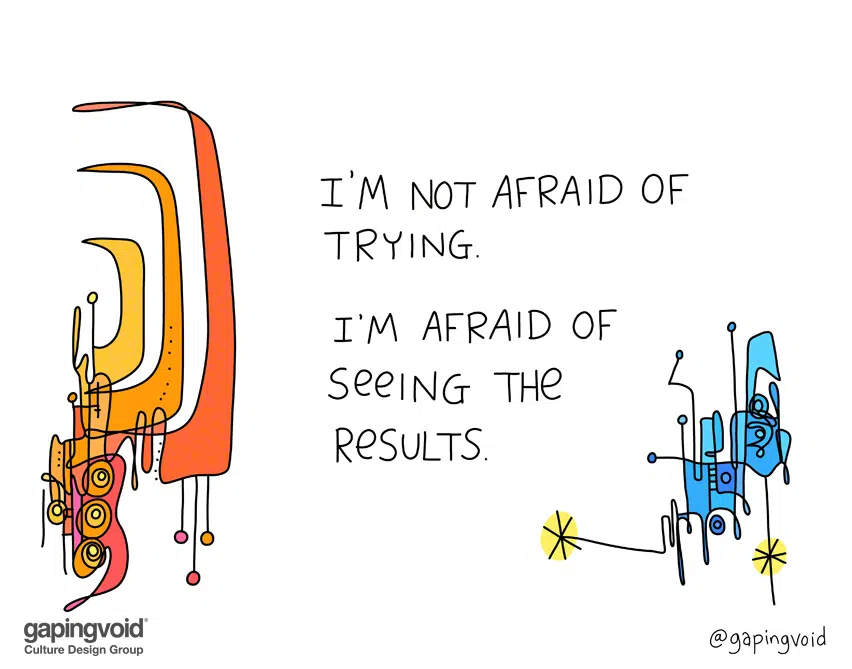 I'M NOT AFRAID OF
TRYING.
I'M AFRAID OF
SeeING THe
ReSULTS.
gapingvoid®
Culture Design Group
@gapingvoid